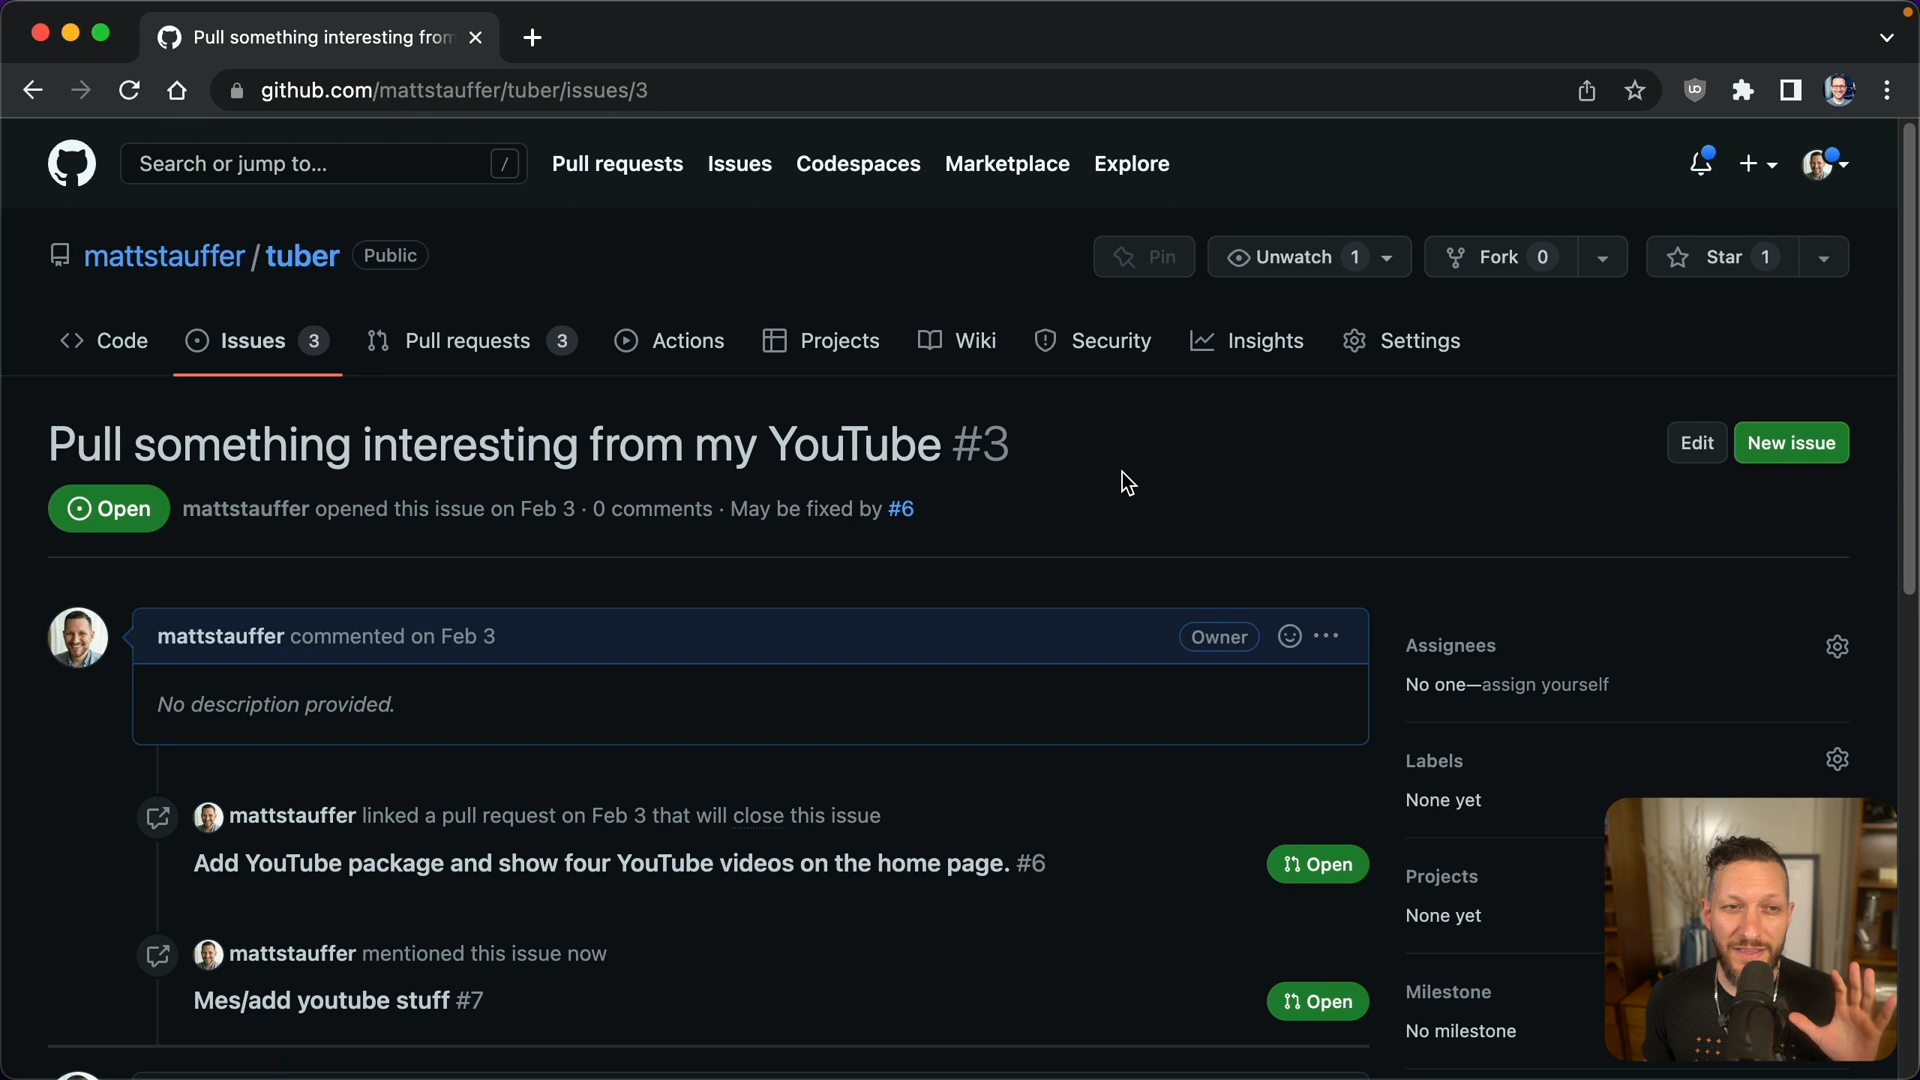 Pull something interesting from
github.com/mattstauffer/tuber/issues/3
Search or jump to... /
Pull requests Issues Codespaces Marketplace Explore
mattstauffer / tuber Public
Pin Unwatch 1 Fork 0 Star 1
Code Issues 3 Pull requests 3 Actions Projects Wiki Security Insights Settings
Pull something interesting from my YouTube #3
Edit New issue
Open mattstauffer opened this issue on Feb 3 · 0 comments · May be fixed by #6
mattstauffer commented on Feb 3 Owner
No description provided.
mattstauffer linked a pull request on Feb 3 that will close this issue
Add YouTube package and show four YouTube videos on the home page. #6
Open
mattstauffer mentioned this issue now
Mes/add youtube stuff #7
Open
Assignees
No one—assign yourself
Labels
None yet
Projects
None yet
Milestone
No milestone